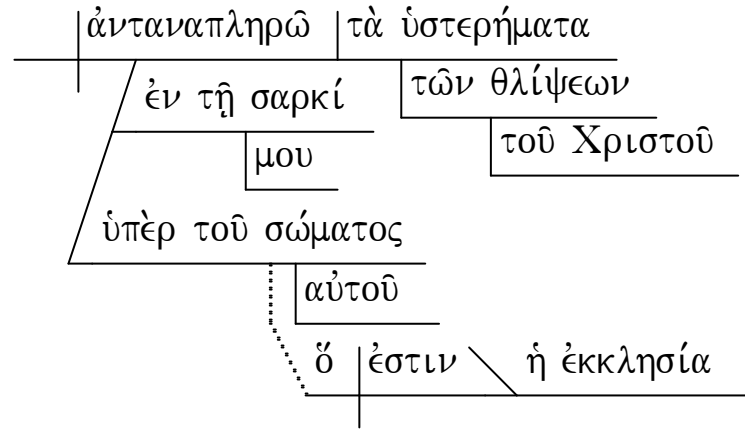 ἀνταναπληρῶ τὰ ὑστερήματα
ἐν τῇ σαρκί τῶν θλίψεων
μου τοῦ Χριστοῦ
ὑπὲρ τοῦ σώματος
αὐτοῦ
ὅ ἐστιν ἡ ἐκκλησία